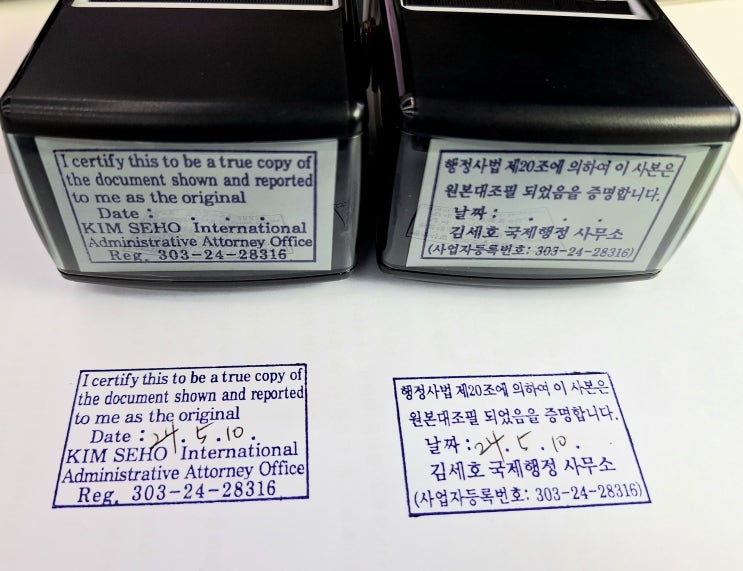 I certify this to be a true copy of
the document shown and reported
to me as the original
Date : . . .
KIM SEHO International
Administrative Attorney Office
Reg. 303-24-28316
행정사법 제20조에 의하여 이 사본은
원본대조필 되었음을 증명합니다.
날짜 : . . .
김세호 국제행정 사무소
(사업자등록번호: 303-24-28316)
I certify this to be a true copy of
the document shown and reported
to me as the original
Date : 24. 5. 10.
KIM SEHO International
Administrative Attorney Office
Reg. 303-24-28316
행정사법 제20조에 의하여 이 사본은
원본대조필 되었음을 증명합니다.
날짜 : 24. 5. 10.
김세호 국제행정 사무소
(사업자등록번호: 303-24-28316)